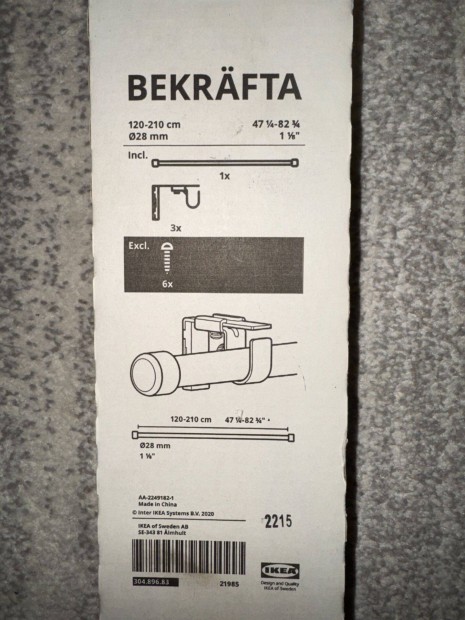 BEKRÄFTA
120-210 cm 47 ¼-82 ¾
Ø28 mm 1 ⅛"
Incl.
1x
3x
Excl.
6x
120-210 cm 47 ¼-82 ¾"
Ø28 mm
1 ⅛"
AA-2249182-1
Made in China
© Inter IKEA Systems B.V. 2020
2215
IKEA of Sweden AB
SE-343 81 Älmhult
IKEA
304.896.83 21985
Design and Quality
IKEA of Sweden